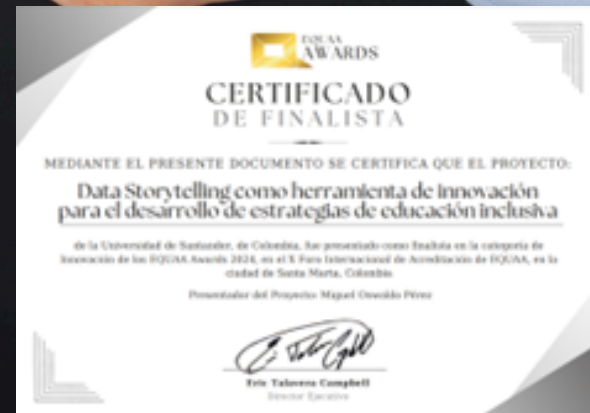 EQUAA
AWARDS
CERTIFICADO
DE FINALISTA
MEDIANTE EL PRESENTE DOCUMENTO SE CERTIFICA QUE EL PROYECTO:
Data Storytelling como herramienta de innovación
para el desarrollo de estrategias de educación inclusiva
de la Universidad de Santander, de Colombia, fue presentado como finalista en la categoría de
Innovación de los EQUAA Awards 2024, en el X Foro Internacional de Acreditación de EQUAA, en la
ciudad de Santa Marta, Colombia
Presentador del Proyecto: Miguel Oswaldo Pérez
Eric Talavera Campbell
Director Ejecutivo